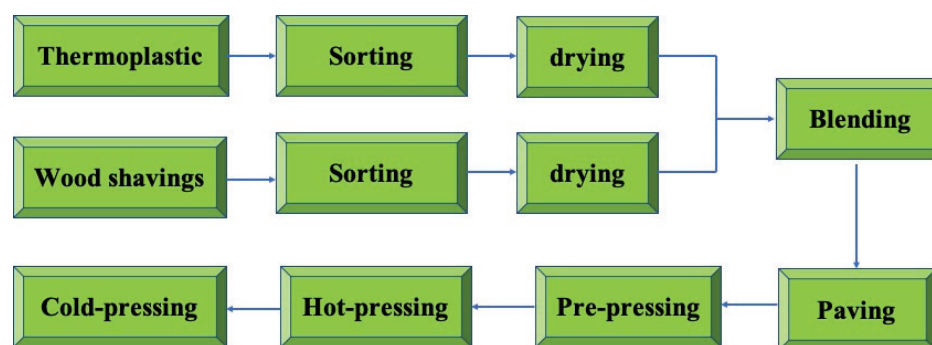 Thermoplastic
Sorting
drying
Blending
Wood shavings
Sorting
drying
Cold-pressing
Hot-pressing
Pre-pressing
Paving